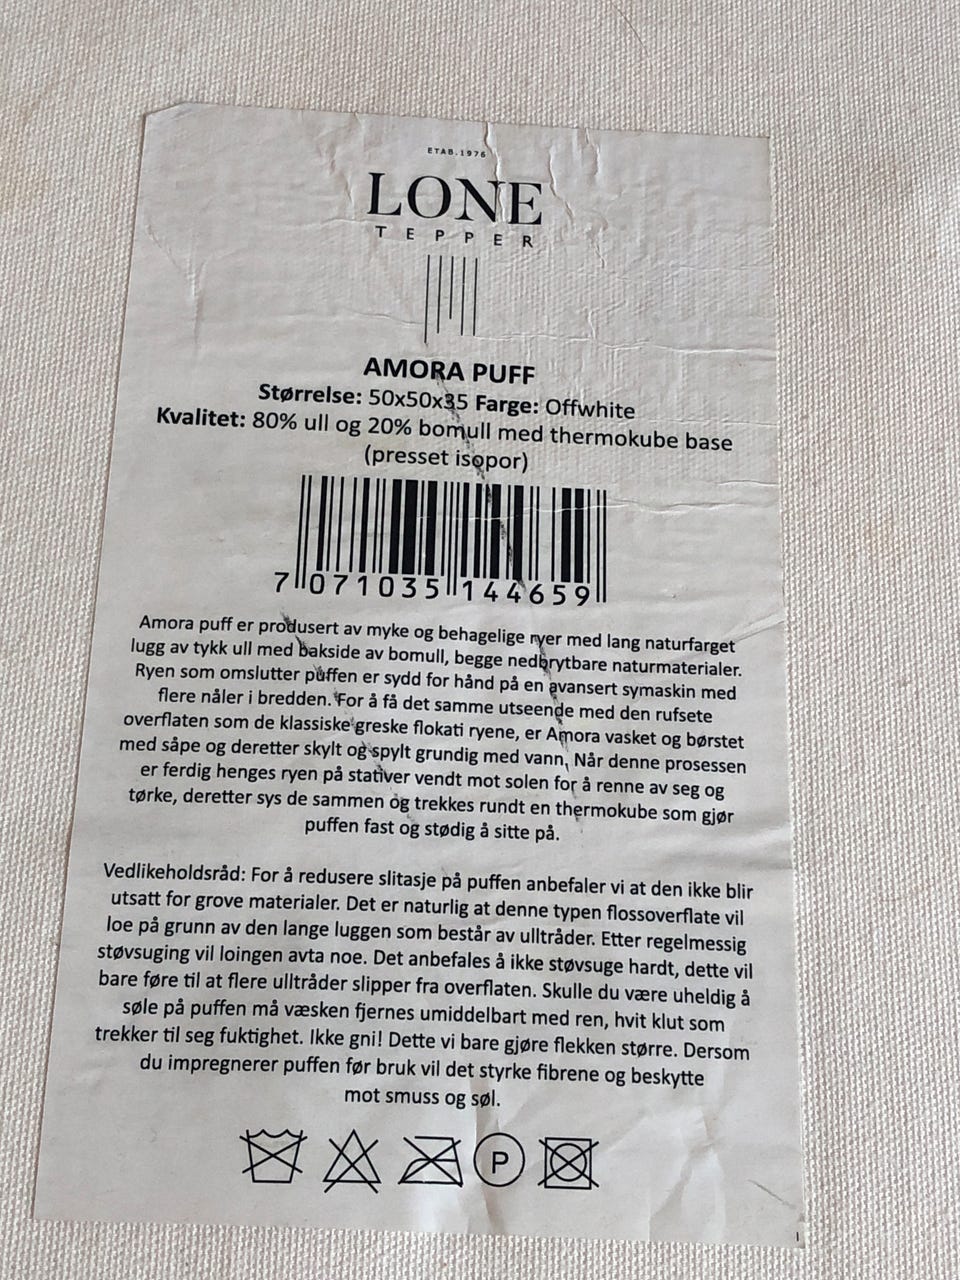 ETAB.1976
LONE
TEPPER
AMORA PUFF
Størrelse: 50x50x35 Farge: Offwhite
Kvalitet: 80% ull og 20% bomull med thermokube base
(presset isopor)
7 071035 144659
Amora puff er produsert av myke og behagelige ryer med lang naturfarget
lugg av tykk ull med bakside av bomull, begge nedbrytbare naturmaterialer.
Ryen som omslutter puffen er sydd for hånd på en avansert symaskin med
flere nåler i bredden. For å få det samme utseende med den rufsete
overflaten som de klassiske greske flokati ryene, er Amora vasket og børstet
med såpe og deretter skylt og spylt grundig med vann. Når denne prosessen
er ferdig henges ryen på stativer vendt mot solen for å renne av seg og
tørke, deretter sys de sammen og trekkes rundt en thermokube som gjør
puffen fast og stødig å sitte på.
Vedlikeholdsråd: For å redusere slitasje på puffen anbefaler vi at den ikke blir
utsatt for grove materialer. Det er naturlig at denne typen flossoverflate vil
loe på grunn av den lange luggen som består av ulltråder. Etter regelmessig
støvsuging vil loingen avta noe. Det anbefales å ikke støvsuge hardt, dette vil
bare føre til at flere ulltråder slipper fra overflaten. Skulle du være uheldig å
søle på puffen må væsken fjernes umiddelbart med ren, hvit klut som
trekker til seg fuktighet. Ikke gni! Dette vi bare gjøre flekken større. Dersom
du impregnerer puffen før bruk vil det styrke fibrene og beskytte
mot smuss og søl.
P